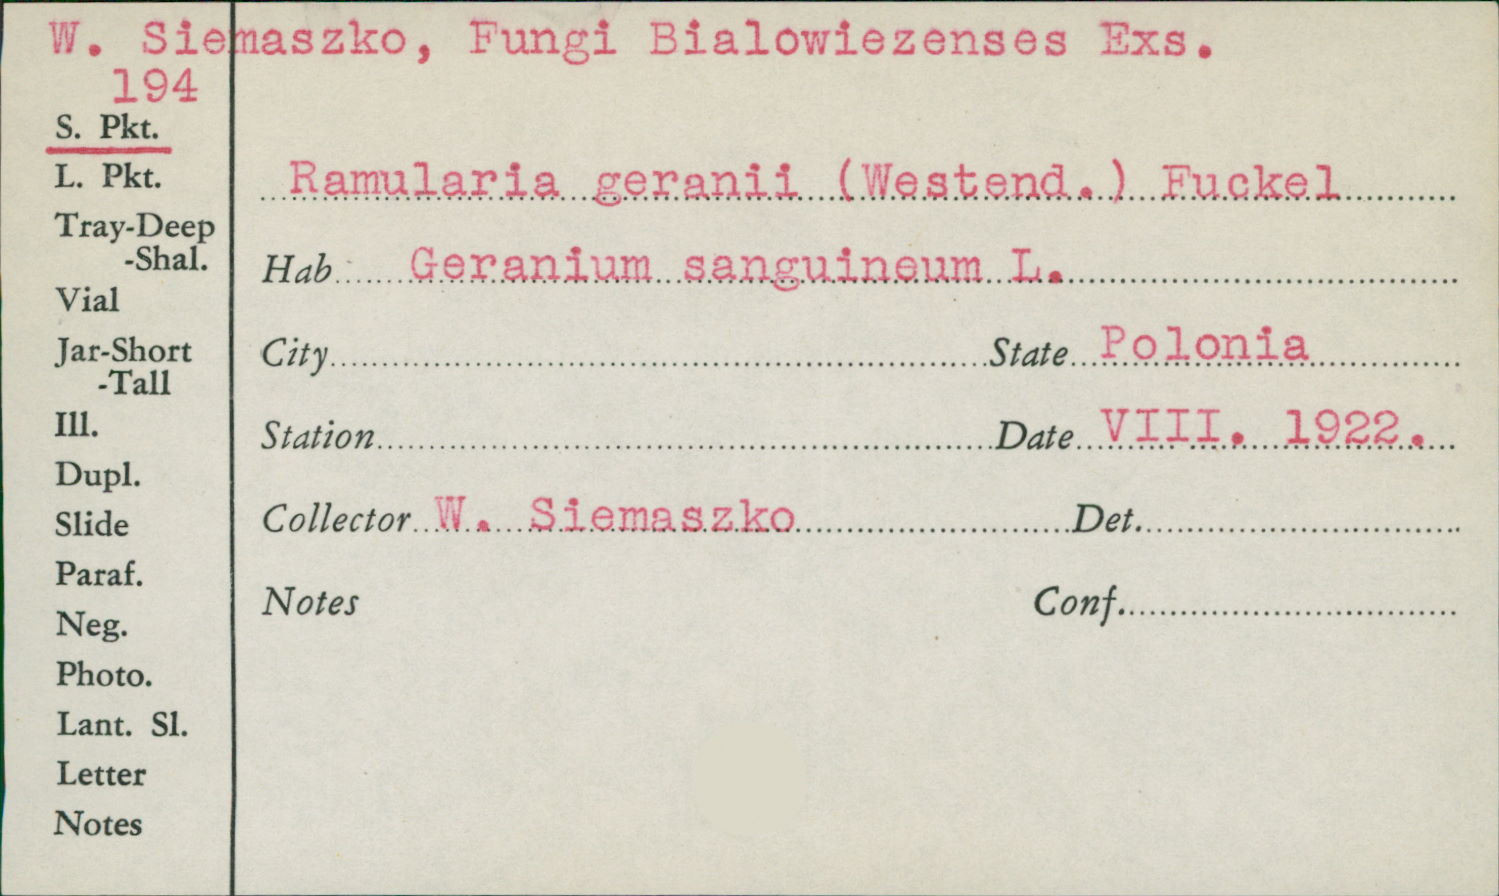 W. Siemaszko, Fungi Bialowiezenses Exs.
194
S. Pkt.
L. Pkt.
Tray-Deep
-Shal.
Vial
Jar-Short
-Tall
Ill.
Dupl.
Slide
Paraf.
Neg.
Photo.
Lant. Sl.
Letter
Notes
Ramularia geranii (Westend.) Fuckel
Hab Geranium sanguineum L.
City State Polonia
Station Date VIII. 1922.
Collector W. Siemaszko Det.
Notes Conf.